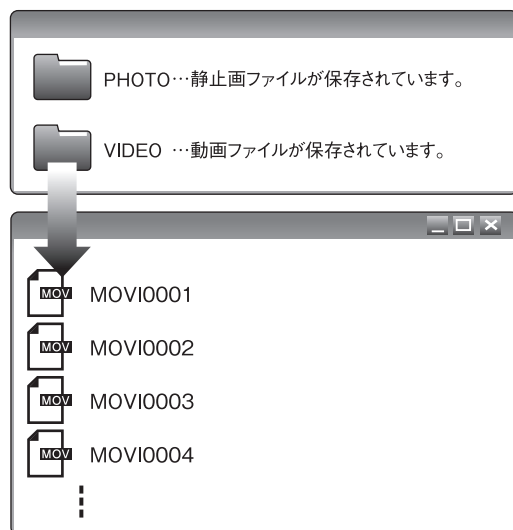 PHOTO…静止画ファイルが保存されています。
VIDEO …動画ファイルが保存されています。
MOV MOVI0001
MOV MOVI0002
MOV MOVI0003
MOV MOVI0004